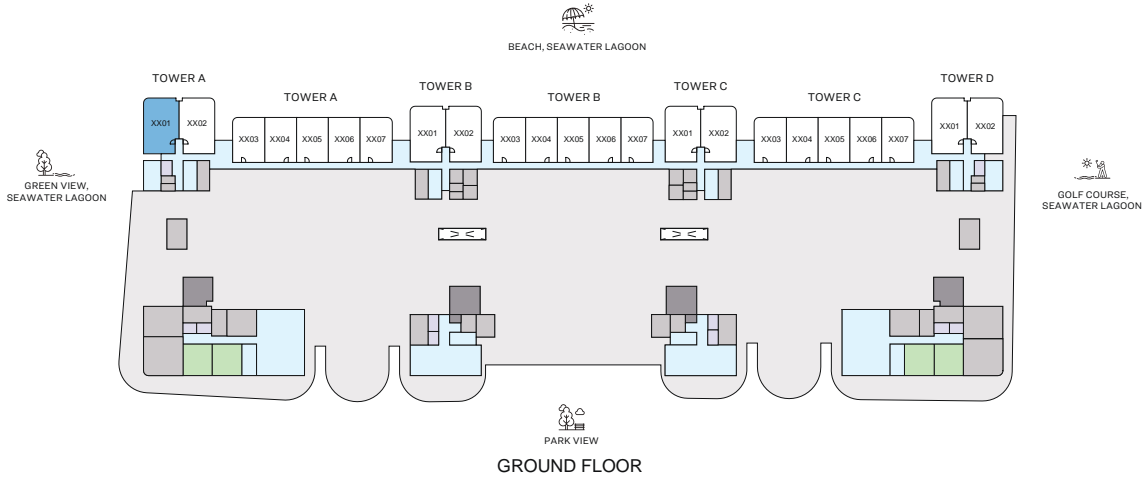 BEACH, SEAWATER LAGOON
TOWER A
TOWER A
TOWER B
TOWER B
TOWER C
TOWER C
TOWER D
XX01
XX02
XX03
XX04
XX05
XX06
XX07
XX01
XX02
XX03
XX04
XX05
XX06
XX07
XX01
XX02
XX03
XX04
XX05
XX06
XX07
XX01
XX02
GREEN VIEW,
SEAWATER LAGOON
GOLF COURSE,
SEAWATER LAGOON
PARK VIEW
GROUND FLOOR